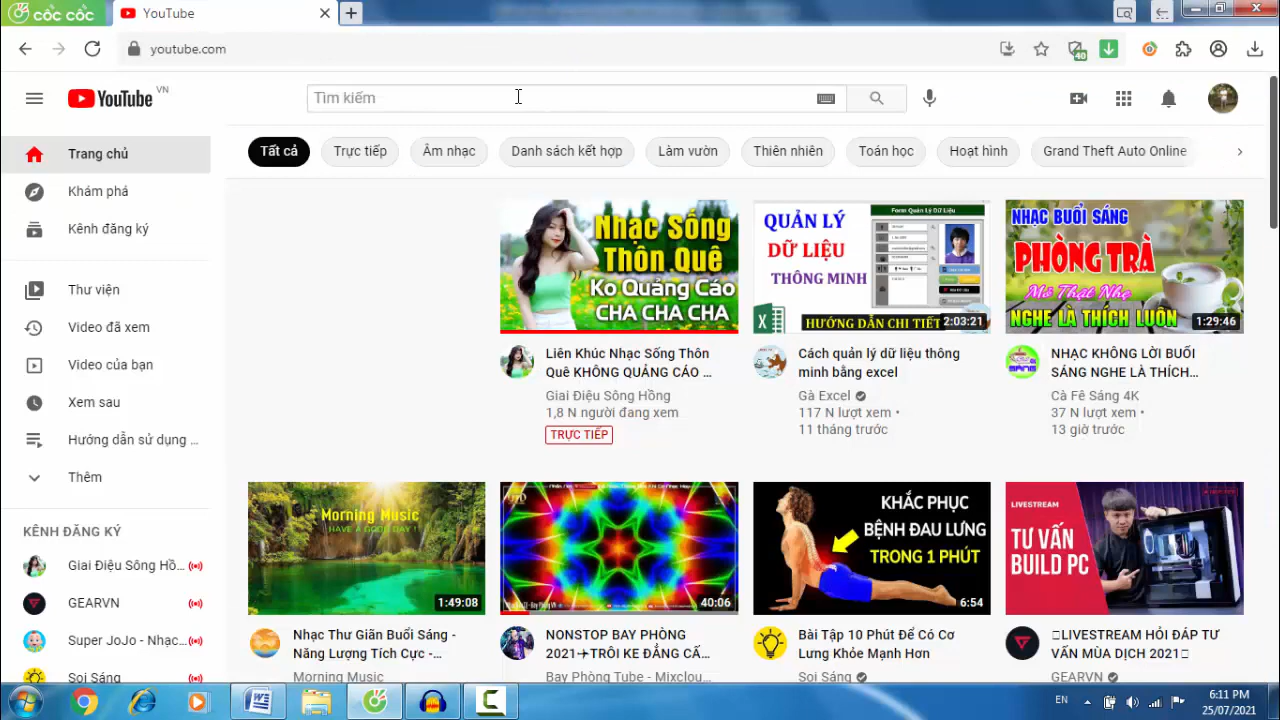 cốc cốc
YouTube
youtube.com
40
YouTube VN
Tìm kiếm
Tất cả
Trực tiếp
Âm nhạc
Danh sách kết hợp
Làm vườn
Thiên nhiên
Toán học
Hoạt hình
Grand Theft Auto Online
Trang chủ
Khám phá
Kênh đăng ký
Thư viện
Video đã xem
Video của bạn
Xem sau
Hướng dẫn sử dụng ...
Thêm
KÊNH ĐĂNG KÝ
Giai Điệu Sông Hồ...
GEARVN
Super JoJo - Nhạc...
Soi Sáng
Nhạc Sống
Thôn Quê
Ko Quảng Cáo
CHA CHA CHA
Liên Khúc Nhạc Sống Thôn
Quê KHÔNG QUẢNG CÁO ...
Giai Điệu Sông Hồng
1,8 N người đang xem
TRỰC TIẾP
QUẢN LÝ
DỮ LIỆU
THÔNG MINH
Form Quản Lý Dữ Liệu
HƯỚNG DẪN CHI TIẾT
2:03:21
Cách quản lý dữ liệu thông
minh bằng excel
Gà Excel
117 N lượt xem •
11 tháng trước
NHẠC BUỔI SÁNG
PHÒNG TRÀ
Mở Thật Nhẹ
NGHE LÀ THÍCH LUÔN
1:29:46
NHẠC KHÔNG LỜI BUỔI
SÁNG NGHE LÀ THÍCH...
Cà Fê Sáng 4K
37 N lượt xem •
13 giờ trước
Morning Music
HAVE A GOOD DAY !
1:49:08
Nhạc Thư Giãn Buổi Sáng -
Năng Lượng Tích Cực -...
Morning Music
40:06
NONSTOP BAY PHÒNG
2021✈TRÔI KE ĐẲNG CẤ...
Bay Phòng Tube - Mixclou...
KHẮC PHỤC
BỆNH ĐAU LƯNG
TRONG 1 PHÚT
6:54
Bài Tập 10 Phút Để Có Cơ
Lưng Khỏe Mạnh Hơn
Soi Sáng
LIVESTREAM
TƯ VẤN
BUILD PC
LIVESTREAM HỎI ĐÁP TƯ
VẤN MÙA DỊCH 2021
GEARVN
EN
6:11 PM
25/07/2021